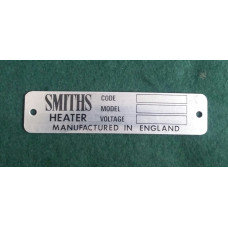 SMITHS CODE
MODEL
HEATER VOLTAGE
MANUFACTURED IN ENGLAND